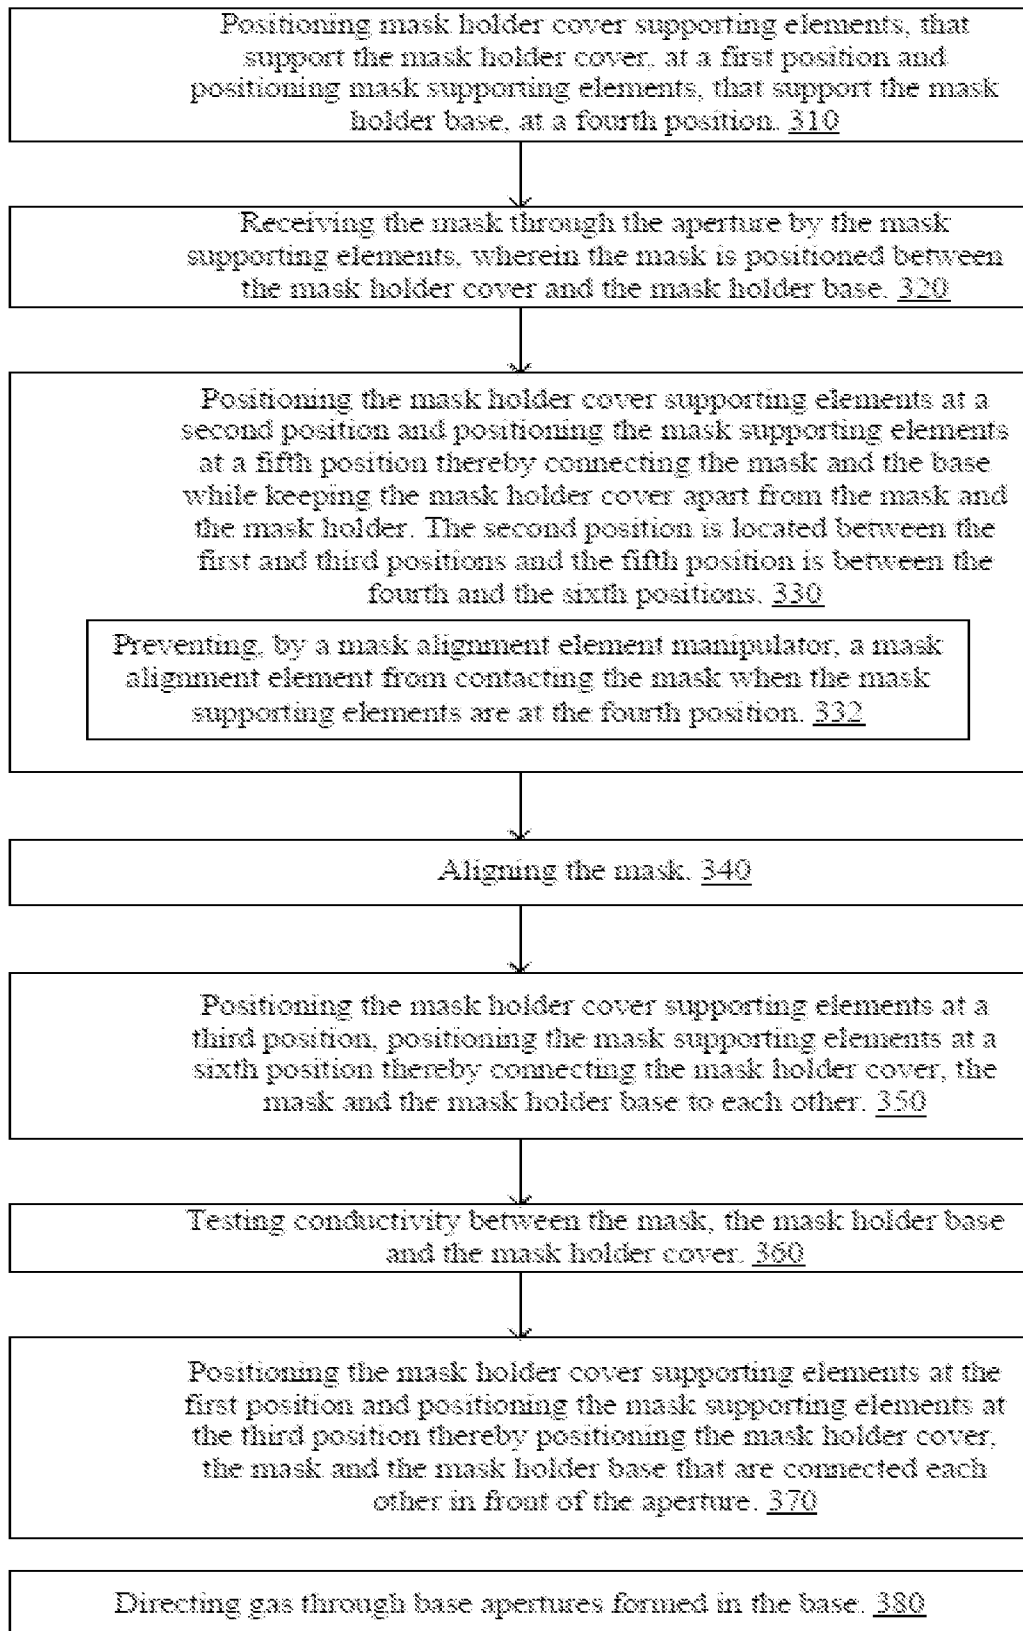 Positioning mask holder cover supporting elements, that
support the mask holder cover, at a first position and
positioning mask supporting elements, that support the mask
holder base, at a fourth position. 310
Receiving the mask through the aperture by the mask
supporting elements, wherein the mask is positioned between
the mask holder cover and the mask holder base. 320
Positioning the mask holder cover supporting elements at a
second position and positioning the mask supporting elements
at a fifth position thereby connecting the mask and the base
while keeping the mask holder cover apart from the mask and
the mask holder. The second position is located between the
first and third positions and the fifth position is between the
fourth and the sixth positions. 330
Preventing, by a mask alignment element manipulator, a mask
alignment element from contacting the mask when the mask
supporting elements are at the fourth position. 332
Aligning the mask. 340
Positioning the mask holder cover supporting elements at a
third position, positioning the mask supporting elements at a
sixth position thereby connecting the mask holder cover, the
mask and the mask holder base to each other. 350
Testing conductivity between the mask, the mask holder base
and the mask holder cover. 360
Positioning the mask holder cover supporting elements at the
first position and positioning the mask supporting elements at
the third position thereby positioning the mask holder cover,
the mask and the mask holder base that are connected each
other in front of the aperture. 370
Directing gas through base apertures formed in the base. 380